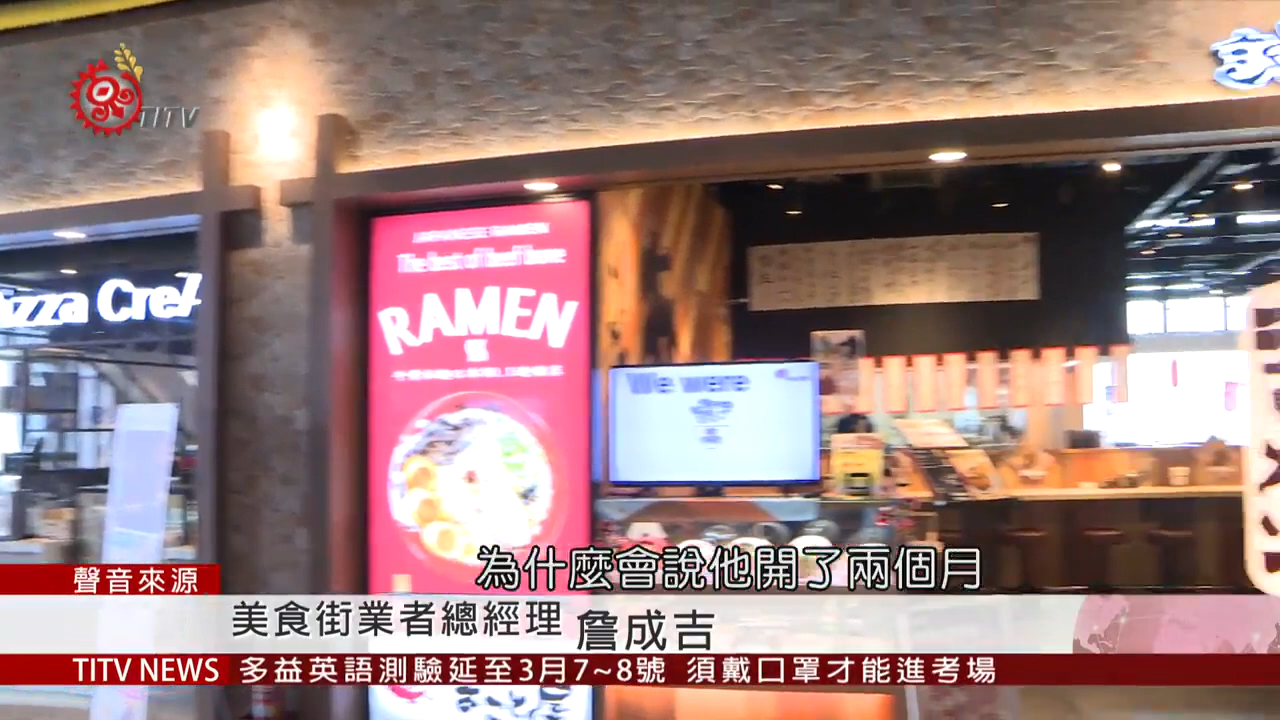 TITV
JAPANESE RAMEN
The best of beef bone
RAMEN
Pizza Cre
We were
為什麼會說他開了兩個月
聲音來源
美食街業者總經理 詹成吉
TITV NEWS 多益英語測驗延至3月7~8號 須戴口罩才能進考場